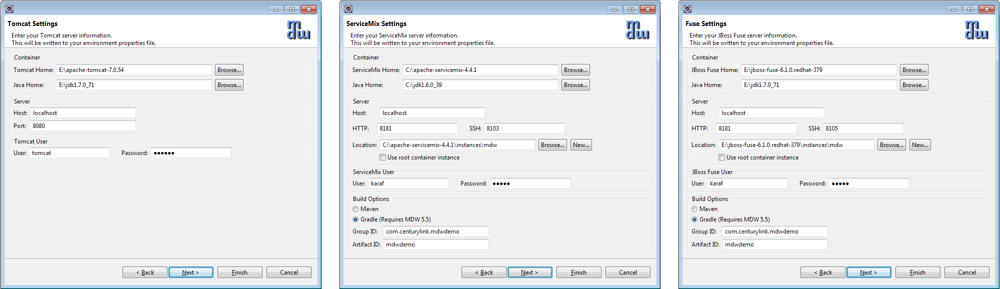 Tomcat Settings
mdw
Enter your Tomcat server information.
This will be written to your environment properties file.
Container
Tomcat Home: E:\apache-tomcat-7.0.54 Browse...
Java Home: E:\jdk1.7.0_71 Browse...
Server
Host: localhost
Port: 8080
Tomcat User
User: tomcat Password: ●●●●●●
< Back Next > Finish Cancel
ServiceMix Settings
mdw
Enter your ServiceMix server information.
This will be written to your environment properties file.
Container
ServiceMix Home: C:\apache-servicemix-4.4.1 Browse...
Java Home: C:\jdk1.6.0_39 Browse...
Server
Host: localhost
HTTP: 8181 SSH: 8103
Location: C:\apache-servicemix-4.4.1\instances\mdw Browse... New...
Use root container instance
ServiceMix User
User: karaf Password: ●●●●●
Build Options
Maven
Gradle (Requires MDW 5.5)
Group ID: com.centurylink.mdwdemo
Artifact ID: mdwdemo
< Back Next > Finish Cancel
Fuse Settings
mdw
Enter your JBoss Fuse server information.
This will be written to your environment properties file.
Container
JBoss Fuse Home: E:\jboss-fuse-6.1.0.redhat-379 Browse...
Java Home: E:\jdk1.7.0_71 Browse...
Server
Host: localhost
HTTP: 8181 SSH: 8105
Location: E:\jboss-fuse-6.1.0.redhat-379\instances\mdw Browse... New...
Use root container instance
JBoss Fuse User
User: karaf Password: ●●●●●
Build Options
Maven
Gradle (Requires MDW 5.5)
Group ID: com.centurylink.mdwdemo
Artifact ID: mdwdemo
< Back Next > Finish Cancel